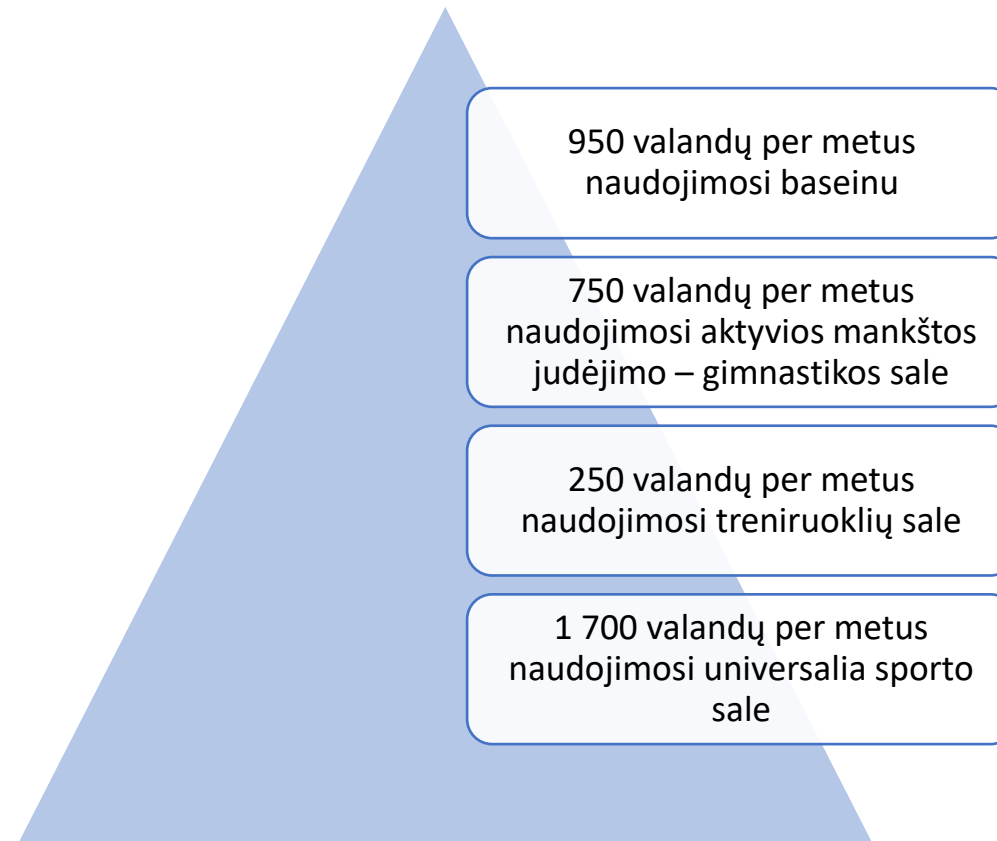 950 valandų per metus
naudojimosi baseinu
750 valandų per metus
naudojimosi aktyvios mankštos
judėjimo – gimnastikos sale
250 valandų per metus
naudojimosi treniruoklių sale
1 700 valandų per metus
naudojimosi universalia sporto
sale